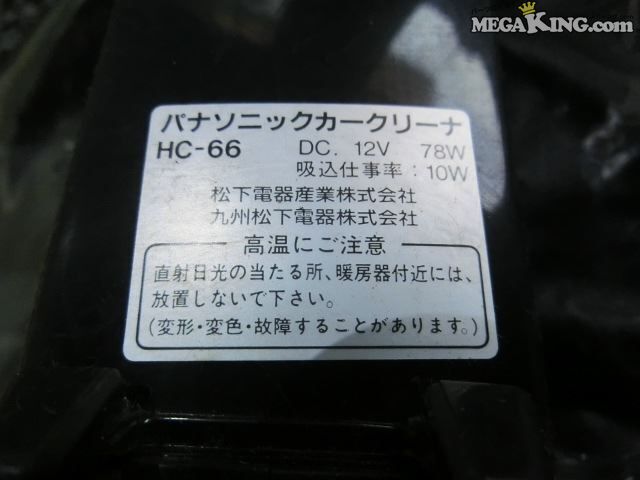 MEGAKING.com
パナソニックカークリーナ
HC-66 DC. 12V 78W
吸込仕事率:10W
松下電器産業株式会社
九州松下電器株式会社
高温にご注意
直射日光の当たる所、暖房器付近には、
放置しないで下さい。
(変形・変色・故障することがあります。)